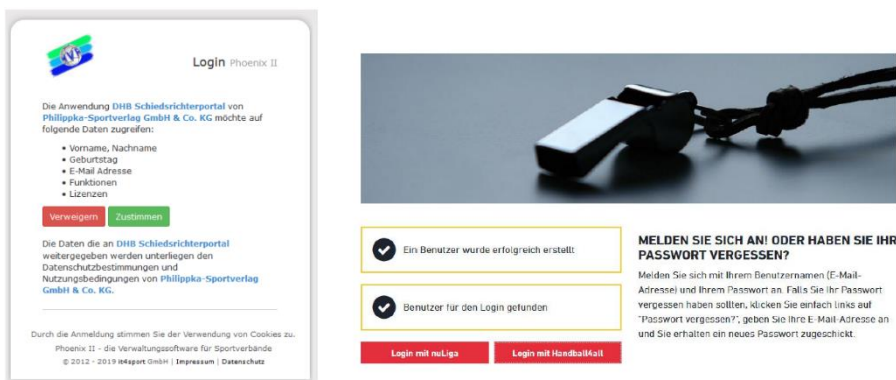 Login Phoenix II
Die Anwendung DHB Schiedsrichterportal von
Philippka-Sportverlag GmbH & Co. KG möchte auf
folgende Daten zugreifen:
• Vorname, Nachname
• Geburtstag
• E-Mail Adresse
• Funktionen
• Lizenzen
Verweigern Zustimmen
Die Daten die an DHB Schiedsrichterportal
weitergegeben werden unterliegen den
Datenschutzbestimmungen und
Nutzungsbedingungen von Philippka-Sportverlag
GmbH & Co. KG.
Durch die Anmeldung stimmen Sie der Verwendung von Cookies zu.
Phoenix II - die Verwaltungssoftware für Sportverbände
© 2012 - 2019 it4sport GmbH | Impressum | Datenschutz
Ein Benutzer wurde erfolgreich erstellt
Benutzer für den Login gefunden
Login mit nuLiga Login mit Handball4all
MELDEN SIE SICH AN! ODER HABEN SIE IHR
PASSWORT VERGESSEN?
Melden Sie sich mit Ihrem Benutzernamen (E-Mail-
Adresse) und Ihrem Passwort an. Falls Sie Ihr Passwort
vergessen haben sollten, klicken Sie einfach links auf
"Passwort vergessen?", geben Sie Ihre E-Mail-Adresse an
und Sie erhalten ein neues Passwort zugeschickt.